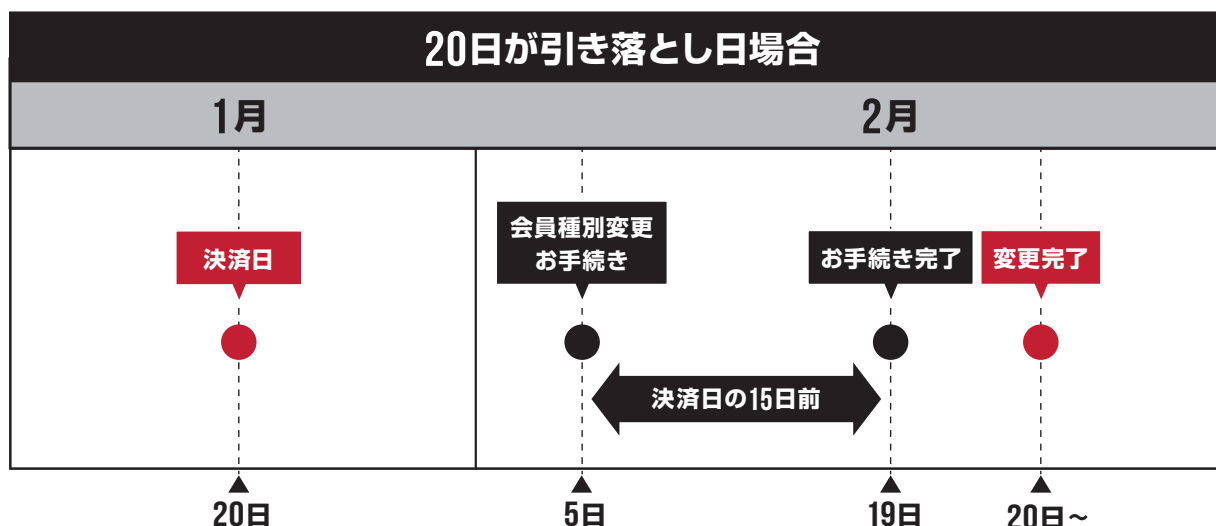 20日が引き落とし日場合
1月
2月
決済日
会員種別変更
お手続き
お手続き完了
変更完了
決済日の15日前
20日
5日
19日
20日～